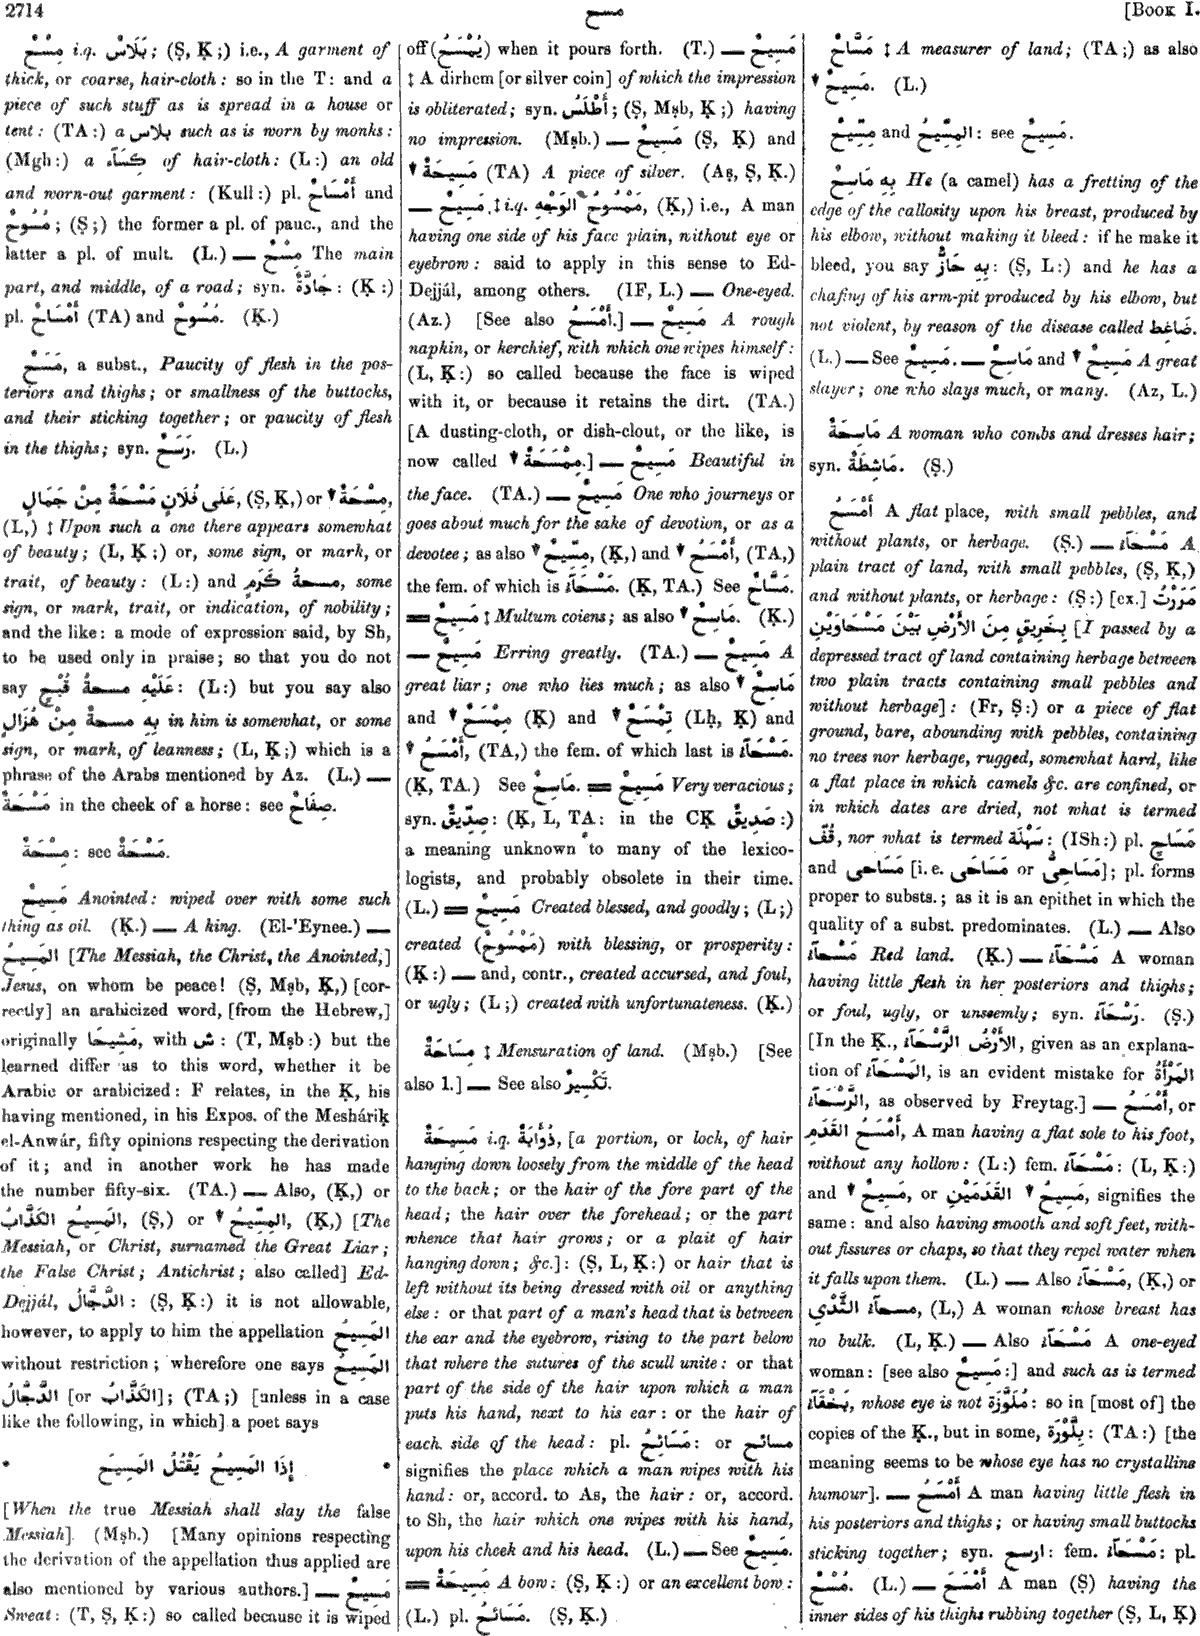 2714
مسح
[Book I.
مِسْحٌ i.q. بَلَاسٌ; (Ṣ, Ḳ;) i.e., A garment of
thick, or coarse, hair-cloth: so in the T: and a
piece of such stuff as is spread in a house or
tent: (TA:) a بلاس such as is worn by monks:
(Mgh:) a كِسَآء of hair-cloth: (L:) an old
and worn-out garment: (Kull:) pl. أَمْسَاحٌ and
مُسُوحٌ; (Ṣ;) the former a pl. of pauc., and the
latter a pl. of mult. (L.) — مِسْحٌ The main
part, and middle, of a road; syn. جَادَّةٌ: (Ḳ:)
pl. أَمْسَاحٌ (TA) and مُسُوحٌ. (Ḳ.)
مَسَحٌ, a subst., Paucity of flesh in the pos-
teriors and thighs; or smallness of the buttocks,
and their sticking together; or paucity of flesh
in the thighs; syn. رَسَحٌ. (L.)
عَلَى فُلَانٍ مَسْحَةٌ مِنْ جَمَالٍ, (Ṣ, Ḳ,) or ▼ مِسْحَةٌ,
(L,) ‡ Upon such a one there appears somewhat
of beauty; (L, Ḳ;) or, some sign, or mark, or
trait, of beauty: (L:) and مسحةُ كَرَمٍ, some
sign, or mark, trait, or indication, of nobility;
and the like: a mode of expression said, by Sh,
to be used only in praise; so that you do not
say عَلَيْهِ مسحةُ قُبْحٍ: (L:) but you say also
بِهِ مسحةٌ مِنْ هُزَالٍ in him is somewhat, or some
sign, or mark, of leanness; (L, Ḳ;) which is a
phrase of the Arabs mentioned by Az. (L.) —
مَسْحَةٌ in the cheek of a horse: see صِفَاحٌ.
مِسْحَةٌ: see مَسْحَةٌ.
مَسِيحٌ Anointed: wiped over with some such
thing as oil. (Ḳ.) — A king. (El-'Eynee.) —
المَسِيحُ [The Messiah, the Christ, the Anointed,]
Jesus, on whom be peace! (Ṣ, Mṣb, Ḳ,) [cor-
rectly] an arabicized word, [from the Hebrew,]
originally مَشِيحَا, with ش: (T, Mṣb:) but the
learned differ as to this word, whether it be
Arabic or arabicized: F relates, in the Ḳ, his
having mentioned, in his Expos. of the Mesháriḳ
el-Anwár, fifty opinions respecting the derivation
of it; and in another work he has made
the number fifty-six. (TA.) — Also, (Ḳ,) or
المَسِيحُ الكَذَّابُ, (Ṣ,) or ▼ المِسِّيحُ, (Ḳ,) [The
Messiah, or Christ, surnamed the Great Liar;
the False Christ; Antichrist; also called] Ed-
Dejjál, الدَّجَّالُ: (Ṣ, Ḳ:) it is not allowable,
however, to apply to him the appellation المَسِيحُ
without restriction; wherefore one says المَسِيحُ
الدَّجَّالُ [or الكَذَّابُ]; (TA;) [unless in a case
like the following, in which] a poet says
* إِذَا المَسِيحُ يَقْتُلُ المَسِيحَ *
[When the true Messiah shall slay the false
Messiah]. (Mṣb.) [Many opinions respecting
the derivation of the appellation thus applied are
also mentioned by various authors.] — مَسِيحٌ
Sweat: (T, Ṣ, Ḳ:) so called because it is wiped
off (يُمْسَحُ) when it pours forth. (T.) — مَسِيحٌ
‡ A dirhem [or silver coin] of which the impression
is obliterated; syn. أَطْلَسُ; (Ṣ, Mṣb, Ḳ;) having
no impression. (Mṣb.) — مَسِيحٌ (Ṣ, Ḳ) and
▼ مَسِيحَةٌ (TA) A piece of silver. (Aṣ, Ṣ, Ḳ.)
— مَسِيحٌ ‡ i.q. مَمْسُوحُ الوَجْهِ, (Ḳ,) i.e., A man
having one side of his face plain, without eye or
eyebrow: said to apply in this sense to Ed-
Dejjál, among others. (IF, L.) — One-eyed.
(Az.) [See also أَمْسَحُ.] — مَسِيحٌ A rough
napkin, or kerchief, with which one wipes himself:
(L, Ḳ:) so called because the face is wiped
with it, or because it retains the dirt. (TA.)
[A dusting-cloth, or dish-clout, or the like, is
now called ▼ مِمْسَحَةٌ.] — مَسِيحٌ Beautiful in
the face. (TA.) — مَسِيحٌ One who journeys or
goes about much for the sake of devotion, or as a
devotee; as also ▼ مِسِّيحٌ, (Ḳ,) and ▼ أَمْسَحُ, (TA,)
the fem. of which is مَسْحَآءُ. (Ḳ, TA.) See مَسَّاحٌ.
═ مَسِيحٌ ‡ Multum coiens; as also ▼ مَاسِحٌ. (Ḳ.)
— مَسِيحٌ Erring greatly. (TA.) — مَسِيحٌ A
great liar; one who lies much; as also ▼ مَاسِحٌ
and ▼ مِمْسَحٌ (Ḳ) and ▼ تِمْسَحٌ (Lḥ, Ḳ) and
▼ أَمْسَحُ, (TA,) the fem. of which last is مَسْحَآءُ.
(Ḳ, TA.) See مَاسِحٌ. ═ مَسِيحٌ Very veracious;
syn. صِدِّيقٌ: (Ḳ, L, TA: in the CḲ صَدِيقٌ:)
a meaning unknown to many of the lexico-
logists, and probably obsolete in their time.
(L.) ═ مَسِيحٌ Created blessed, and goodly; (L;)
created (مَمْسُوحٌ) with blessing, or prosperity:
(Ḳ:) — and, contr., created accursed, and foul,
or ugly; (L;) created with unfortunateness. (Ḳ.)
مِسَاحَةٌ ‡ Mensuration of land. (Mṣb.) [See
also 1.] — See also تَكْسِيرٌ.
مَسِيحَةٌ i.q. ذُؤَابَةٌ, [a portion, or lock, of hair
hanging down loosely from the middle of the head
to the back; or the hair of the fore part of the
head; the hair over the forehead; or the part
whence that hair grows; or a plait of hair
hanging down; &c.]: (Ṣ, L, Ḳ:) or hair that is
left without its being dressed with oil or anything
else: or that part of a man's head that is between
the ear and the eyebrow, rising to the part below
that where the sutures of the scull unite: or that
part of the side of the hair upon which a man
puts his hand, next to his ear: or the hair of
each side of the head: pl. مَسَائِحُ: or مسائح
signifies the place which a man wipes with his
hand: or, accord. to As, the hair: or, accord.
to Sh, the hair which one wipes with his hand,
upon his cheek and his head. (L.) — See مَسِيحٌ.
═ مَسِيحَةٌ A bow: (Ṣ, Ḳ:) or an excellent bow:
(L.) pl. مَسَائِحُ. (Ṣ, Ḳ.)
مَسَّاحٌ ‡ A measurer of land; (TA;) as also
▼ مَسِيحٌ. (L.)
مِسِّيحٌ and المِسِّيحُ: see مَسِيحٌ.
بِهِ مَاسِحٌ He (a camel) has a fretting of the
edge of the callosity upon his breast, produced by
his elbow, without making it bleed: if he make it
bleed, you say بِهِ حَازٌّ: (Ṣ, L:) and he has a
chafing of his arm-pit produced by his elbow, but
not violent, by reason of the disease called ضَاغِط.
(L.) — See مَسِيحٌ. — مَاسِحٌ and ▼ مَسِيحٌ A great
slayer; one who slays much, or many. (Az, L.)
مَاسِحَةٌ A woman who combs and dresses hair;
syn. مَاشِطَةٌ. (Ṣ.)
أَمْسَحُ A flat place, with small pebbles, and
without plants, or herbage. (Ṣ.) — مَسْحَآءُ A
plain tract of land, with small pebbles, (Ṣ, Ḳ,)
and without plants, or herbage: (Ṣ:) [ex.] مَرَرْتُ
بِخَرِيقٍ مِنَ الأَرْضِ بَيْنَ مَسْحَاوَيْنِ [I passed by a
depressed tract of land containing herbage between
two plain tracts containing small pebbles and
without herbage]: (Fr, Ṣ:) or a piece of flat
ground, bare, abounding with pebbles, containing
no trees nor herbage, rugged, somewhat hard, like
a flat place in which camels &c. are confined, or
in which dates are dried, not what is termed
قُفّ, nor what is termed سَهْلَة: (ISh:) pl. مَسَاحٍ
and مَسَاحى [i.e. مَسَاحَى or مَسَاحِىُّ]; pl. forms
proper to substs.; as it is an epithet in which the
quality of a subst. predominates. (L.) — Also
مَسْحَآءُ Red land. (Ḳ.) — مَسْحَآءُ A woman
having little flesh in her posteriors and thighs;
or foul, ugly, or unseemly; syn. رَسْحَآءُ. (Ṣ.)
[In the Ḳ., الأَرْضُ الرَّسْحَآءُ, given as an explana-
tion of المَسْحَآءُ, is an evident mistake for المَرْأَةُ
الرَّسْحَآءُ, as observed by Freytag.] — أَمْسَحُ, or
أَمْسَحُ القَدَمِ, A man having a flat sole to his foot,
without any hollow: (L:) fem. مَسْحَآءُ: (L, Ḳ:)
and ▼ مَسِيحٌ, or ▼ مَسِيحُ القَدَمَيْنِ, signifies the
same: and also having smooth and soft feet, with-
out fissures or chaps, so that they repel water when
it falls upon them. (L.) — Also مَسْحَآءُ, (Ḳ,) or
مسحآءُ الثَّدْىِ, (L,) A woman whose breast has
no bulk. (L, Ḳ.) — Also مَسْحَآءُ A one-eyed
woman: [see also مَسِيحٌ:] and such as is termed
بَخْقَآءُ, whose eye is not مُلَوَّزَة: so in [most of] the
copies of the Ḳ., but in some, بِلَّوْرَة: (TA:) [the
meaning seems to be whose eye has no crystalline
humour]. — أَمْسَحُ A man having little flesh in
his posteriors and thighs; or having small buttocks
sticking together; syn. ارسح: fem. مَسْحَآءُ: pl.
مُسْحٌ. (L.) — أَمْسَحُ A man (Ṣ) having the
inner sides of his thighs rubbing together (Ṣ, L, Ḳ)